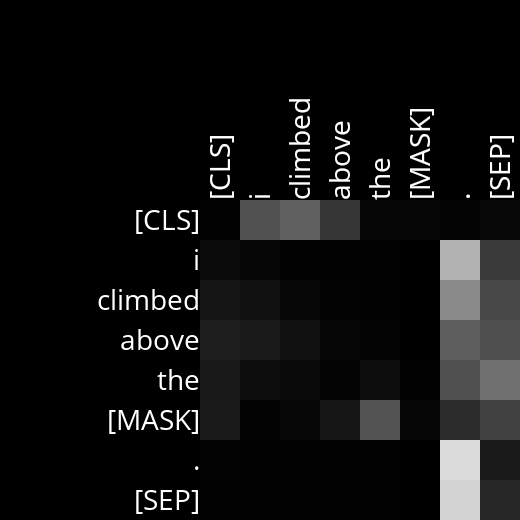 [CLS] i climbed above the [MASK] . [SEP]
[CLS]
i
climbed
above
the
[MASK]
.
[SEP]